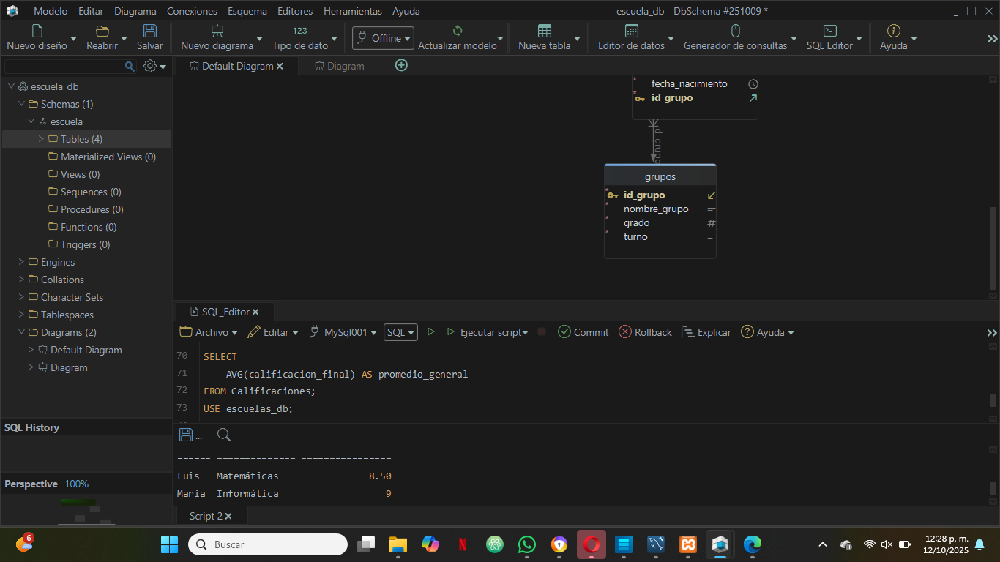 Modelo Editar Diagrama Conexiones Esquema Editores Herramientas Ayuda escuela_db - DbSchema #251009 *
123
Nuevo diseño Reabrir Salvar Nuevo diagrama Tipo de dato Offline Actualizar modelo Nueva tabla Editor de datos Generador de consultas SQL Editor Ayuda
Default Diagram
Diagram
escuela_db
Schemas (1)
escuela
Tables (4)
Materialized Views (0)
Views (0)
Sequences (0)
Procedures (0)
Functions (0)
Triggers (0)
Engines
Collations
Character Sets
Tablespaces
Diagrams (2)
Default Diagram
Diagram
SQL History
Perspective 100%
* fecha_nacimiento
* id_grupo
id_grupo
grupos
* id_grupo
* nombre_grupo
* grado #
* turno
SQL_Editor
Archivo Editar MySql001 SQL Ejecutar script Commit Rollback Explicar Ayuda
70 SELECT
71 AVG(calificacion_final) AS promedio_general
72 FROM Calificaciones;
73 USE escuelas_db;
...
====== ============== ================
Luis Matemáticas 8.50
María Informática 9
Script 2
6
Buscar
12:28 p. m.
12/10/2025